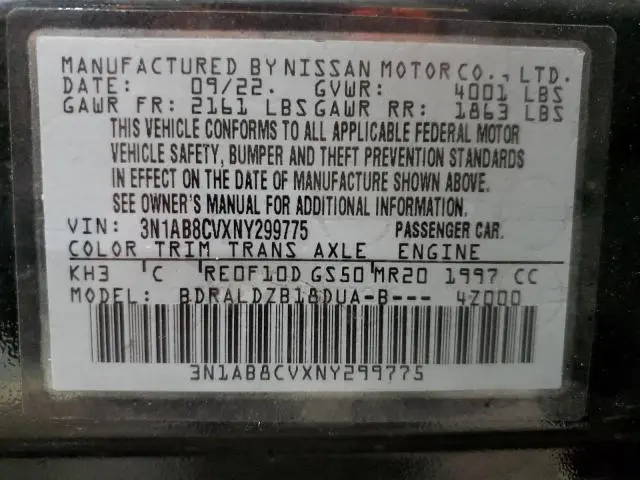 MANUFACTURED BY NISSAN MOTOR CO., LTD.
DATE: 09/22. GVWR: 4001 LBS
GAWR FR: 2161 LBS GAWR RR: 1863 LBS
THIS VEHICLE CONFORMS TO ALL APPLICABLE FEDERAL MOTOR
VEHICLE SAFETY, BUMPER AND THEFT PREVENTION STANDARDS
IN EFFECT ON THE DATE OF MANUFACTURE SHOWN ABOVE.
SEE OWNER'S MANUAL FOR ADDITIONAL INFORMATION.
VIN: 3N1AB8CVXNY299775 PASSENGER CAR.
COLOR TRIM TRANS AXLE ENGINE
KH3 C RE0F10D GS50 MR20 1997 CC
MODEL: BDRALDZB18DUA-B--- 4Z000
3N1AB8CVXNY299775